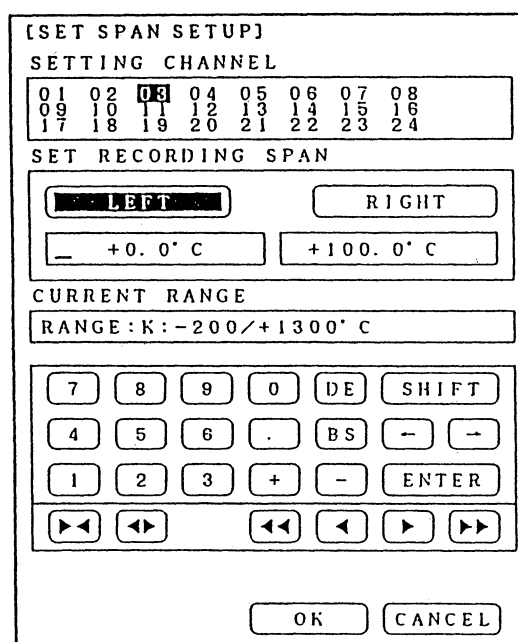 [SET SPAN SETUP]
SETTING CHANNEL
01 02 03 04 05 06 07 08
09 10 11 12 13 14 15 16
17 18 19 20 21 22 23 24
SET RECORDING SPAN
LEFT RIGHT
_ +0.0°C +100.0°C
CURRENT RANGE
RANGE:K:-200/+1300°C
7 8 9 0 DE SHIFT
4 5 6 . BS ← →
1 2 3 + - ENTER
▶◀ ◀▶ ◀◀ ◀ ▶ ▶▶
OK CANCEL